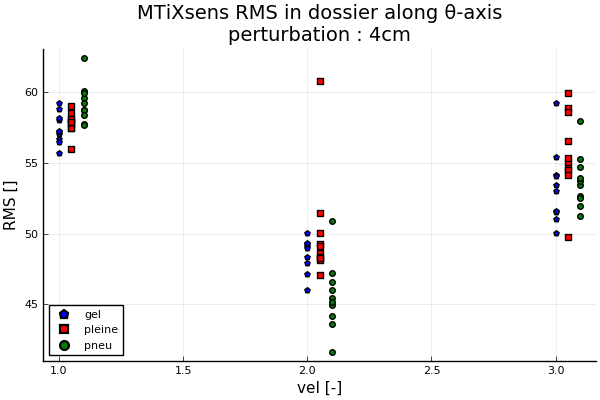 MTiXsens RMS in dossier along θ-axis
perturbation : 4cm
RMS []
60
55
50
45
gel
pleine
pneu
1.0
1.5
2.0
2.5
3.0
vel [-]